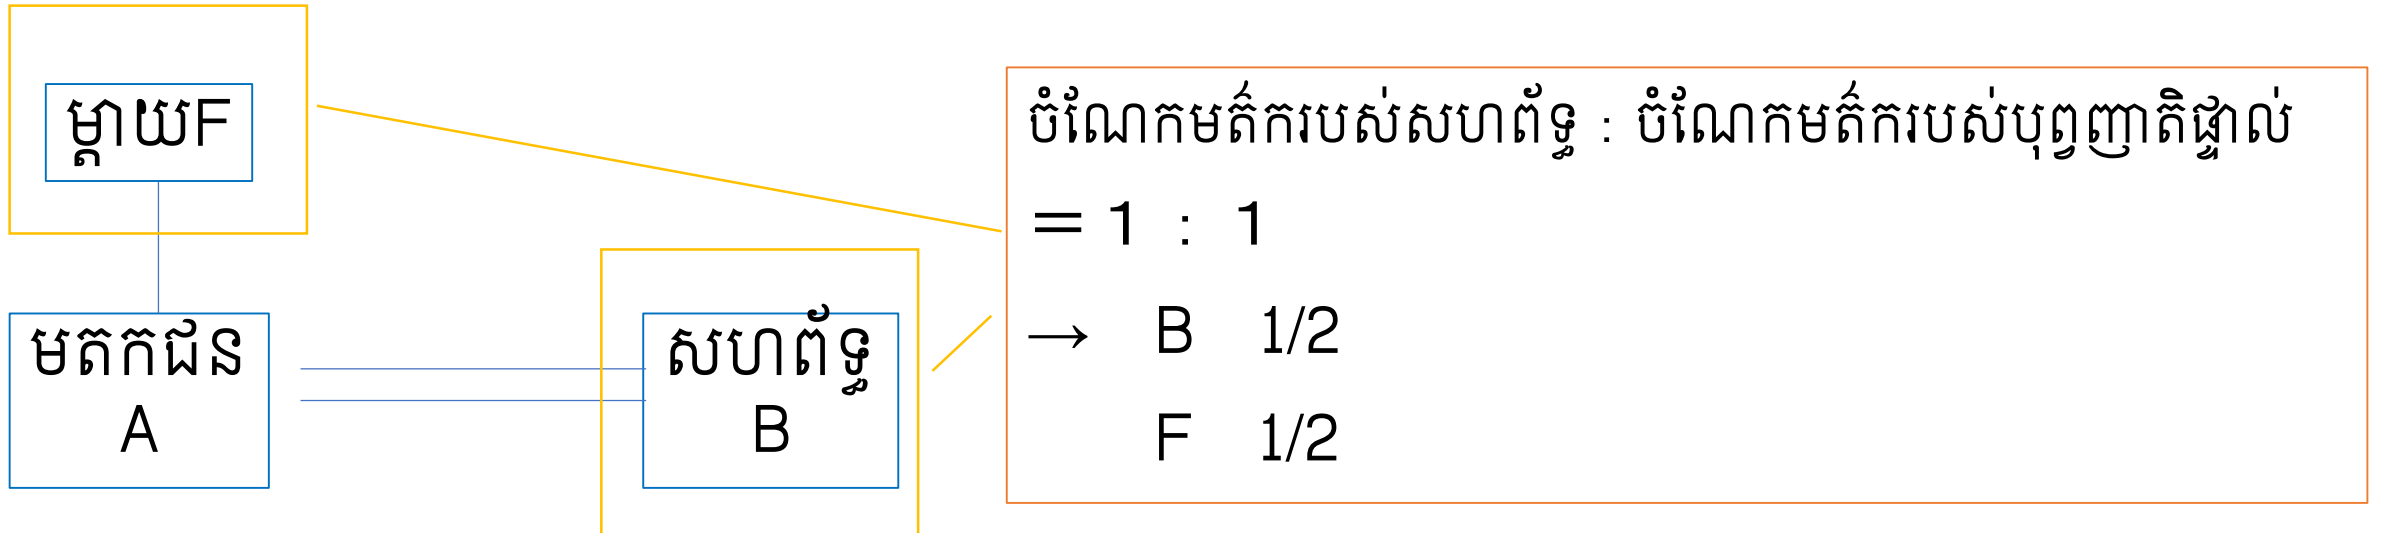 ម្តាយF
មតកជន
A
សហព័ទ្ធ
B
ចំណែកមត៌ករបស់សហព័ទ្ធ : ចំណែកមត៌ករបស់បុព្វញាតិផ្ទាល់
= 1 : 1
→ B 1/2
F 1/2